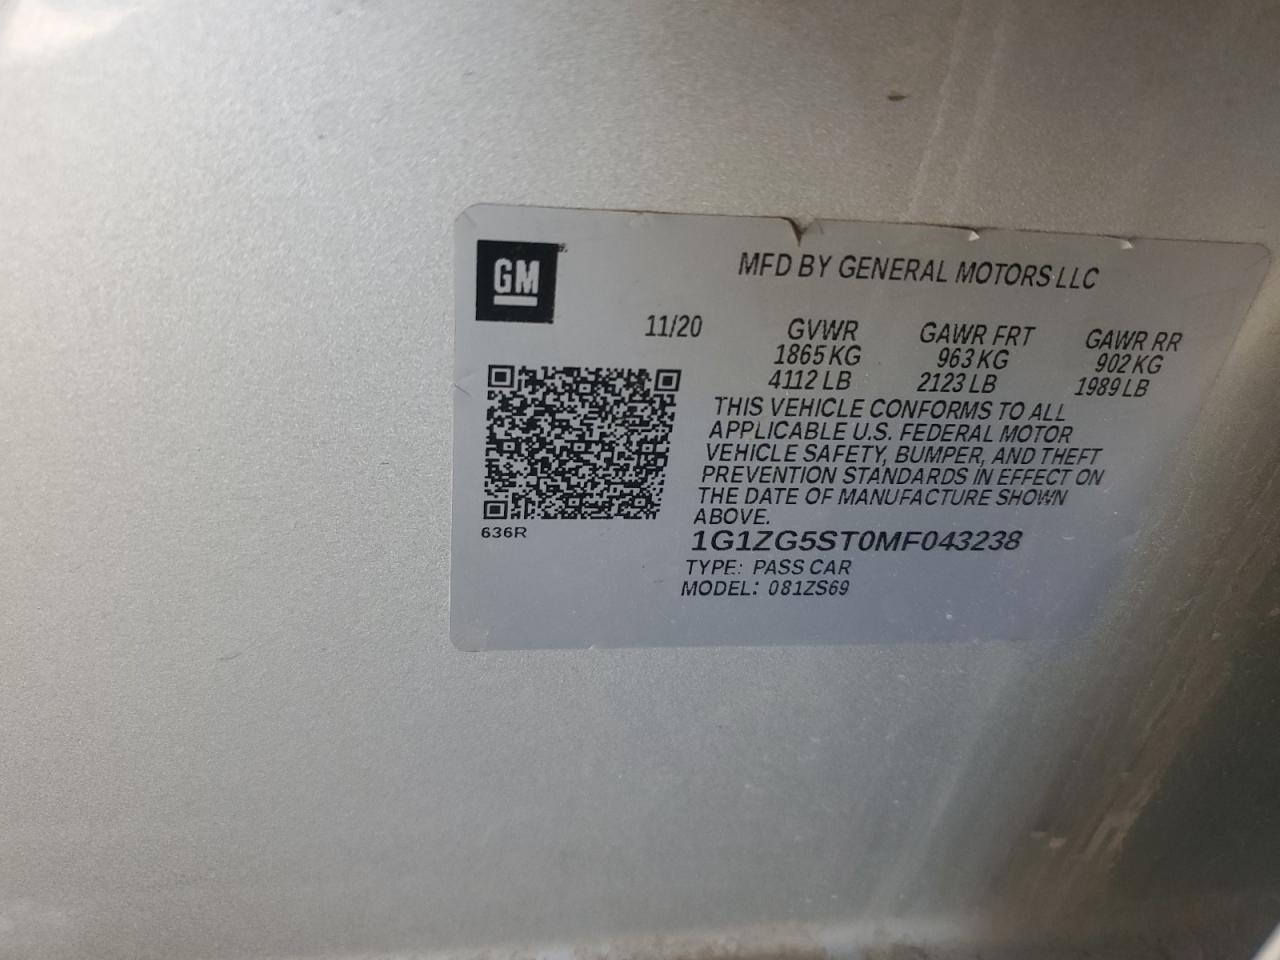 GM
MFD BY GENERAL MOTORS LLC
11/20 GVWR GAWR FRT GAWR RR
1865 KG 963 KG 902 KG
4112 LB 2123 LB 1989 LB
THIS VEHICLE CONFORMS TO ALL
APPLICABLE U.S. FEDERAL MOTOR
VEHICLE SAFETY, BUMPER, AND THEFT
PREVENTION STANDARDS IN EFFECT ON
THE DATE OF MANUFACTURE SHOWN
ABOVE.
636R
1G1ZG5ST0MF043238
TYPE: PASS CAR
MODEL: 081ZS69